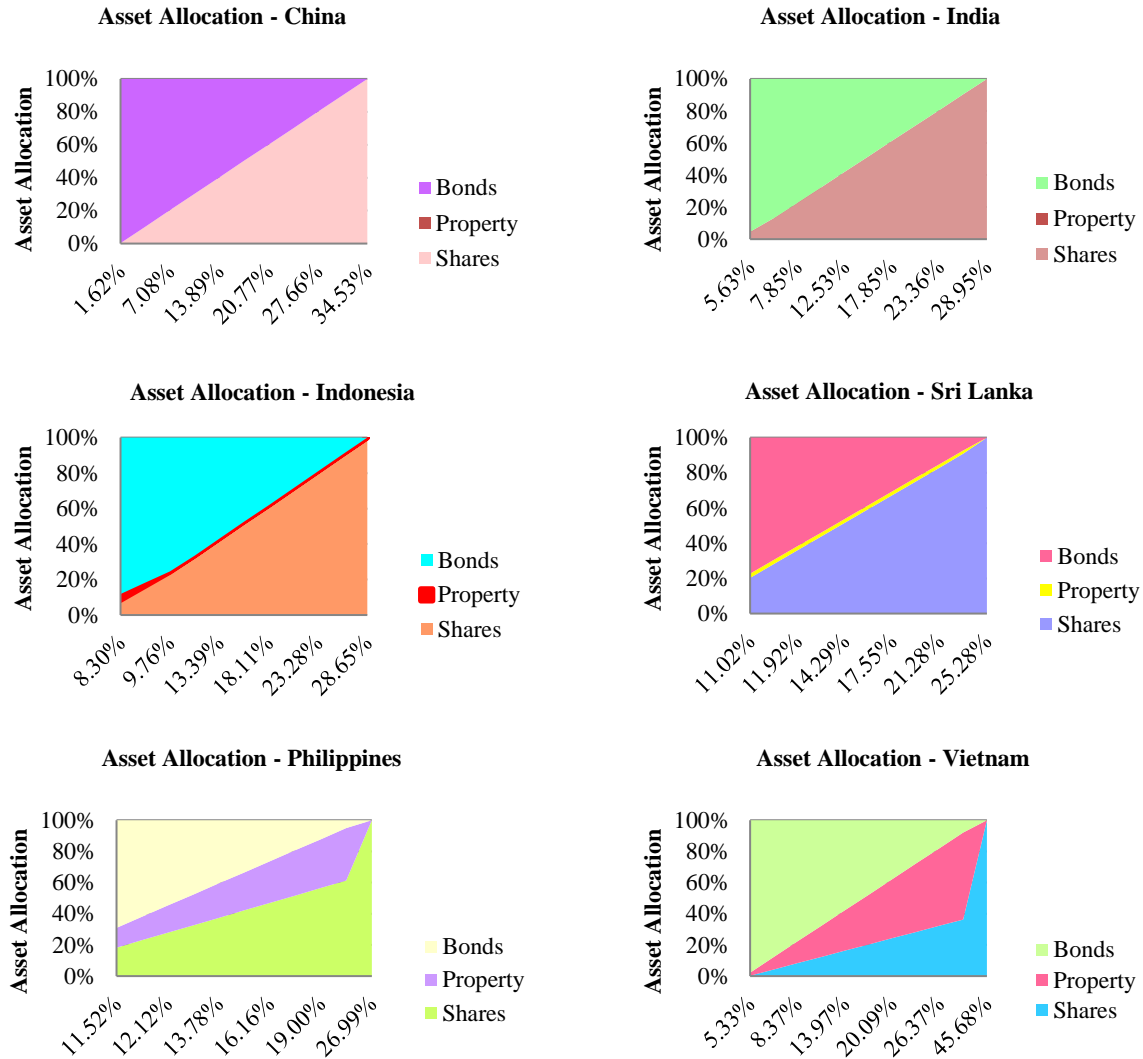 Asset Allocation - China
Asset Allocation
100%
80%
60%
40%
20%
0%
1.62%
7.08%
13.89%
20.77%
27.66%
34.53%
Bonds
Property
Shares
Asset Allocation - India
Asset Allocation
100%
80%
60%
40%
20%
0%
5.63%
7.85%
12.53%
17.85%
23.36%
28.95%
Bonds
Property
Shares
Asset Allocation - Indonesia
Asset Allocation
100%
80%
60%
40%
20%
0%
8.30%
9.76%
13.39%
18.11%
23.28%
28.65%
Bonds
Property
Shares
Asset Allocation - Sri Lanka
Asset Allocation
100%
80%
60%
40%
20%
0%
11.02%
11.92%
14.29%
17.55%
21.28%
25.28%
Bonds
Property
Shares
Asset Allocation - Philippines
Asset Allocation
100%
80%
60%
40%
20%
0%
11.52%
12.12%
13.78%
16.16%
19.00%
26.99%
Bonds
Property
Shares
Asset Allocation - Vietnam
Asset Allocation
100%
80%
60%
40%
20%
0%
5.33%
8.37%
13.97%
20.09%
26.37%
45.68%
Bonds
Property
Shares